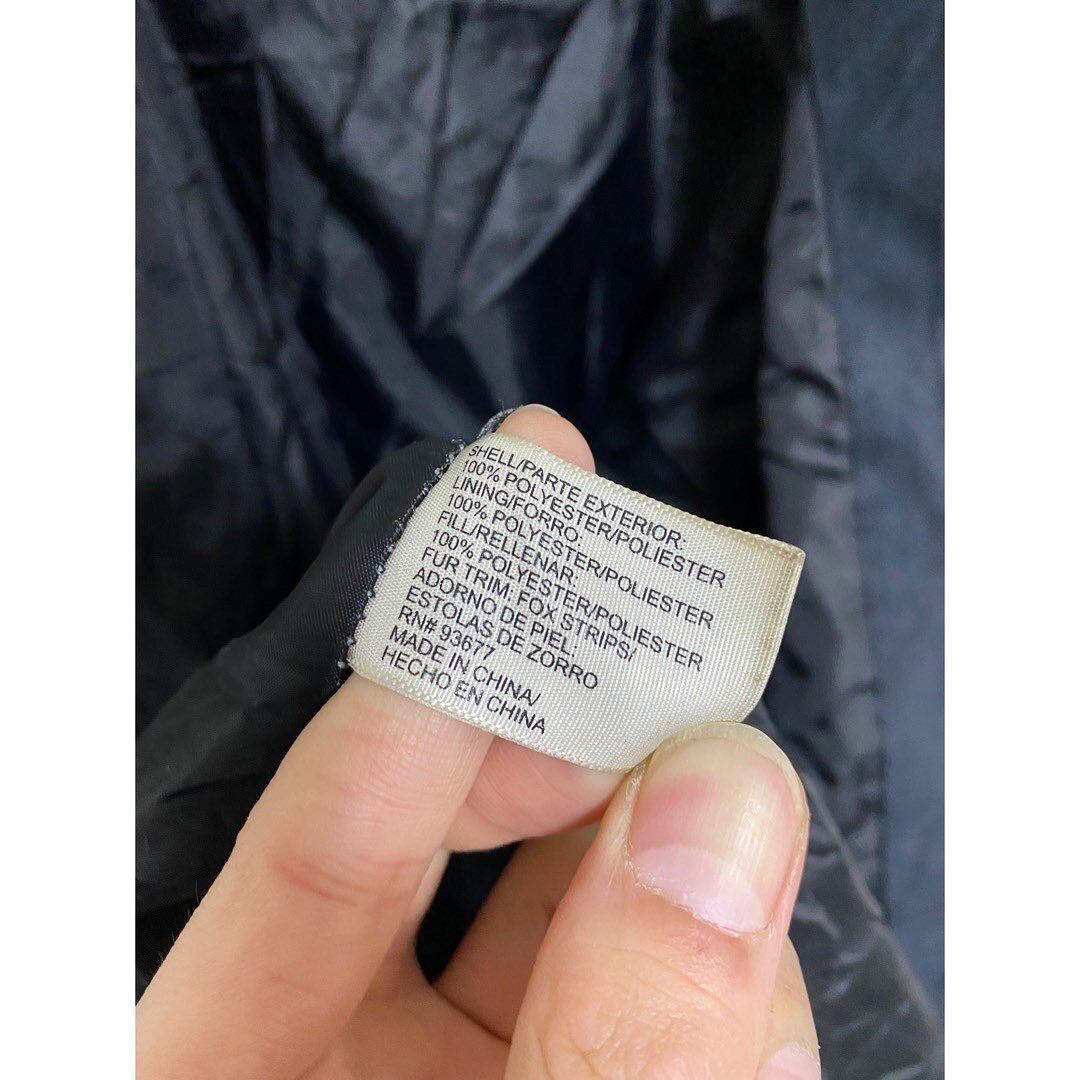 SHELL/PARTE EXTERIOR:
100% POLYESTER/POLIESTER
LINING/FORRO:
100% POLYESTER/POLIESTER
FILL/RELLENAR:
100% POLYESTER/POLIESTER
FUR TRIM: FOX STRIPS/
ADORNO DE PIEL:
ESTOLAS DE ZORRO
RN# 93677
MADE IN CHINA/
HECHO EN CHINA